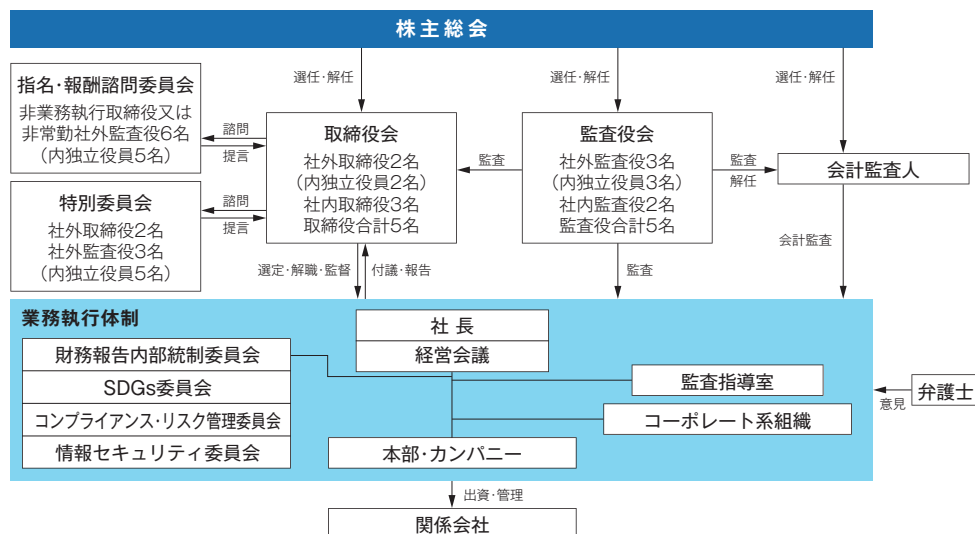 株主総会
選任・解任
選任・解任
選任・解任
指名・報酬諮問委員会
非業務執行取締役又は
非常勤社外監査役6名
(内独立役員5名)
諮問
提言
取締役会
社外取締役2名
(内独立役員2名)
社内取締役3名
取締役合計5名
監査
監査役会
社外監査役3名
(内独立役員3名)
社内監査役2名
監査役合計5名
監査
解任
会計監査人
特別委員会
社外取締役2名
社外監査役3名
(内独立役員5名)
諮問
提言
選定・解職・監督
付議・報告
監査
会計監査
業務執行体制
社長
経営会議
財務報告内部統制委員会
SDGs委員会
コンプライアンス・リスク管理委員会
情報セキュリティ委員会
監査指導室
コーポレート系組織
本部・カンパニー
意見
弁護士
出資・管理
関係会社